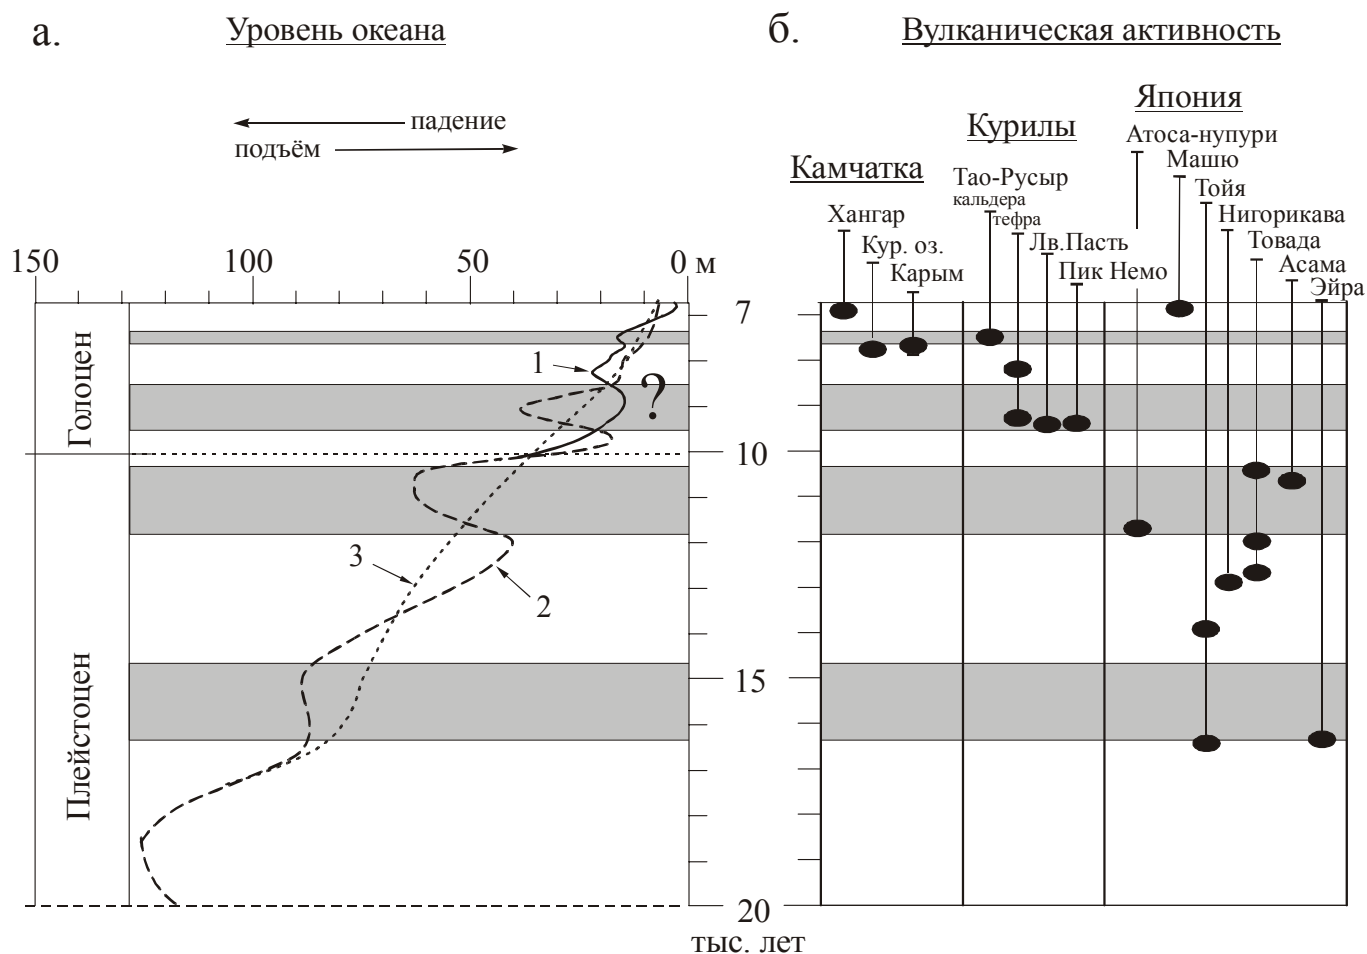 а.
Уровень океана
падение
подъём
150
100
50
0 м
Голоцен
Плейстоцен
1
?
3
2
7
10
15
20
тыс. лет
б.
Вулканическая активность
Камчатка
Хангар
Кур. оз.
Карым
Курилы
Тао-Русыр
кальдера
тефра
Лв.Пасть
Пик Немо
Япония
Атоса-нупури
Машю
Тойя
Нигорикава
Товада
Асама
Эйра